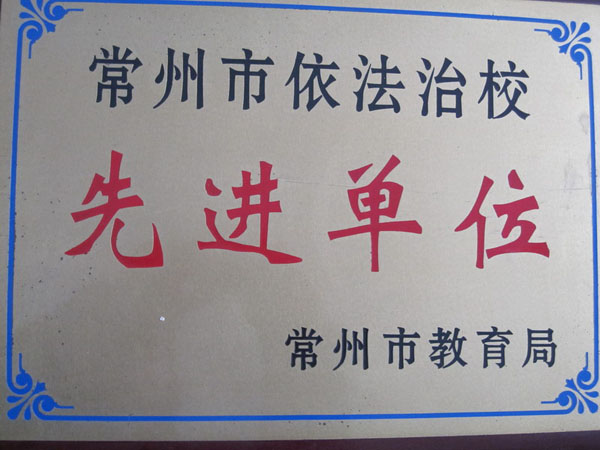 常州市依法治校
先进单位
常州市教育局